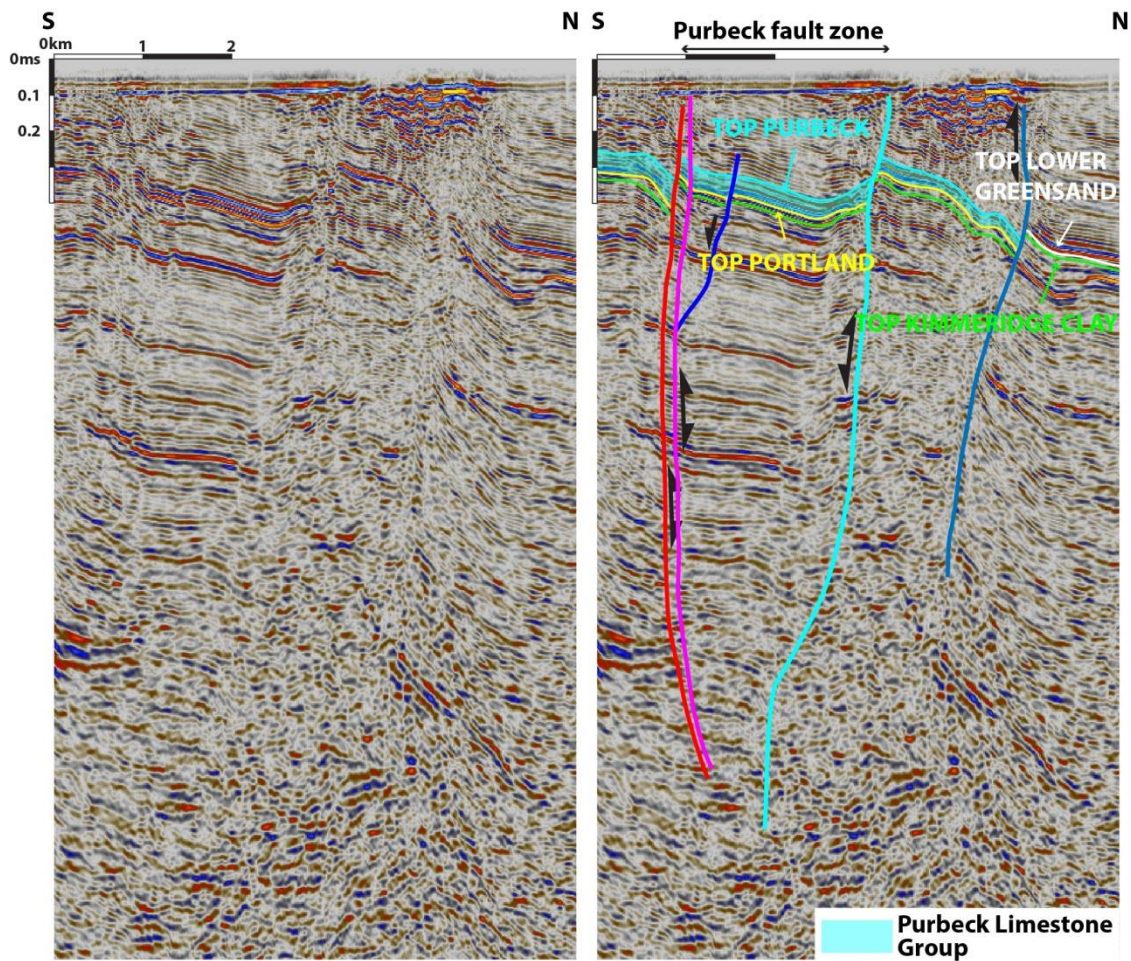 S
N
0km 1 2
0ms
0.1
0.2
S
Purbeck fault zone
N
TOP PURBECK
TOP LOWER
GREENSAND
TOP PORTLAND
TOP KIMMERIDGE CLAY
Purbeck Limestone
Group